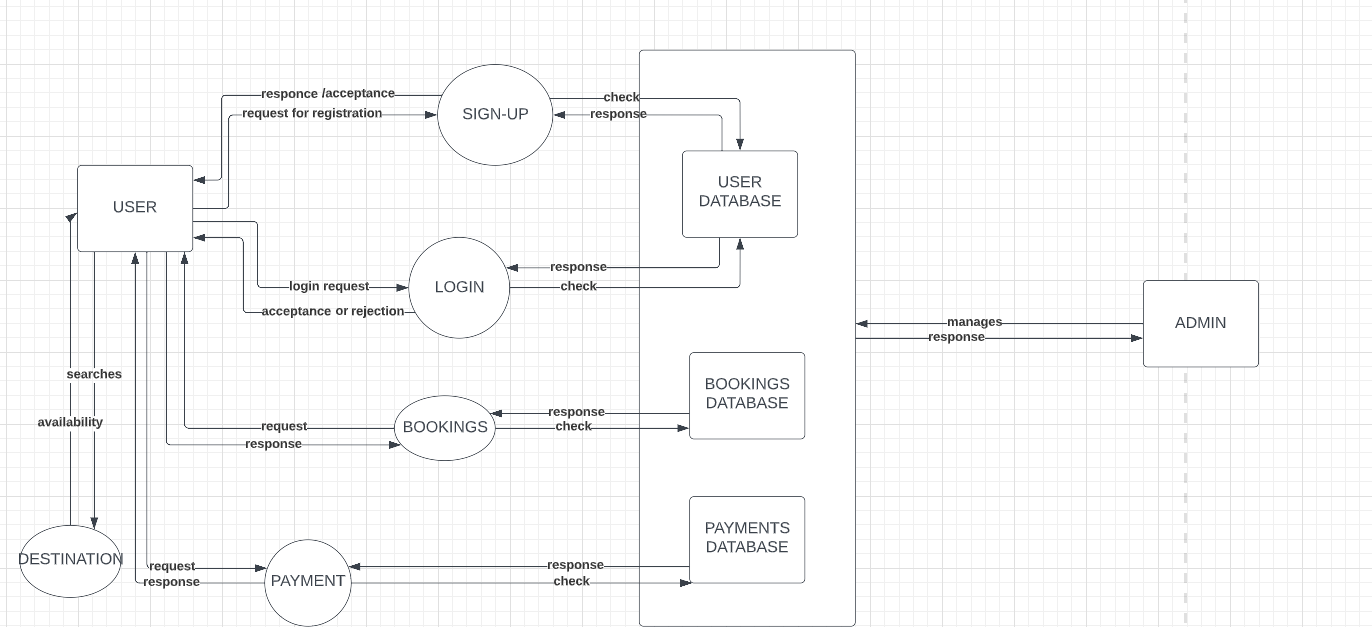 responce /acceptance
request for registration
SIGN-UP
check
response
USER
USER
DATABASE
login request
acceptance or rejection
LOGIN
response
check
manages
response
ADMIN
searches
availability
request
response
BOOKINGS
response
check
BOOKINGS
DATABASE
DESTINATION
request
response
PAYMENT
response
check
PAYMENTS
DATABASE